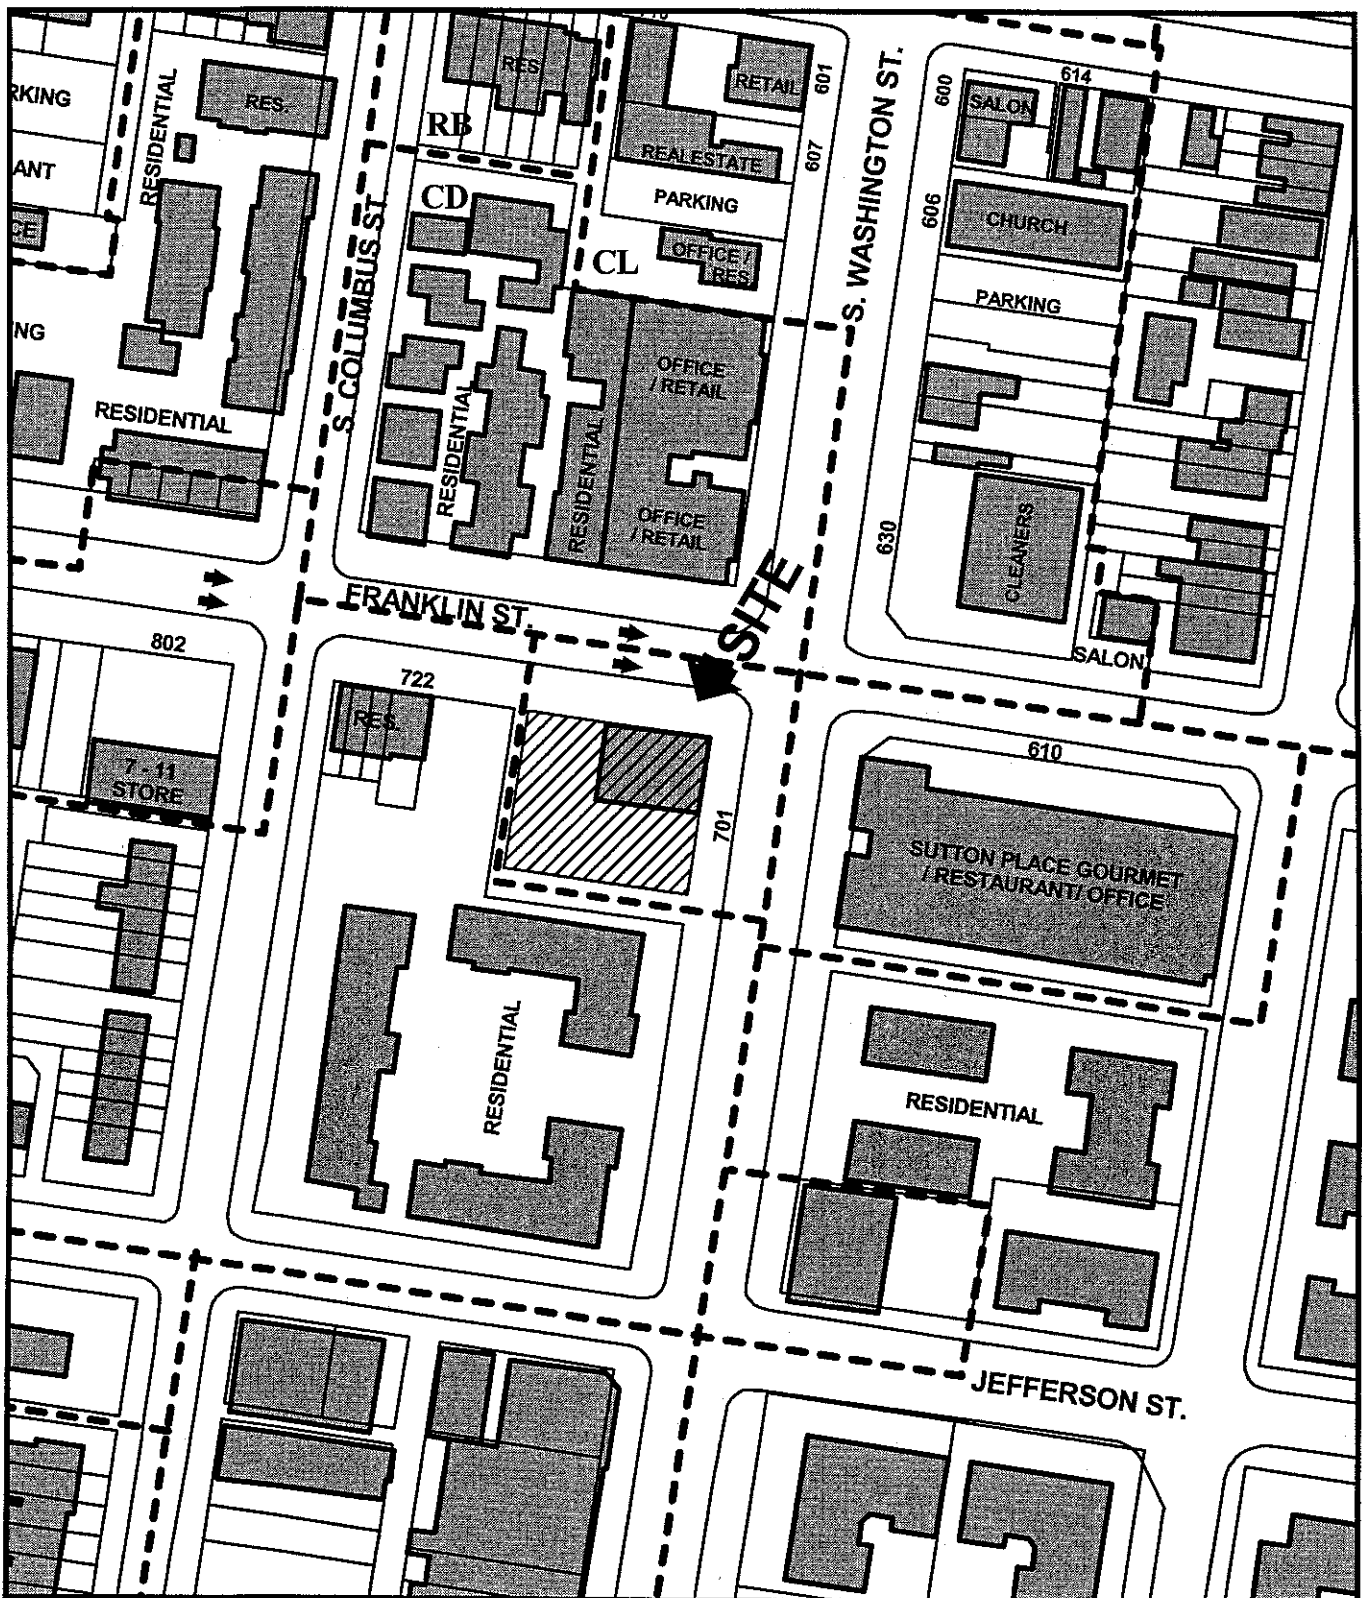 RETAIL
601
S. WASHINGTON ST.
600
614
SALON
RKING
RESIDENTIAL
RES.
RES.
RB
607
REALESTATE
ANT
CD
PARKING
606
CHURCH
CE
S. COLUMBUS ST.
CL
OFFICE /
RES.
PARKING
NG
OFFICE
/ RETAIL
RESIDENTIAL
RESIDENTIAL
RESIDENTIAL
OFFICE
/ RETAIL
630
CLEANERS
SITE
FRANKLIN ST.
802
SALON
722
RES.
610
7 - 11
STORE
701
SUTTON PLACE GOURMET
/ RESTAURANT/ OFFICE
RESIDENTIAL
RESIDENTIAL
JEFFERSON ST.